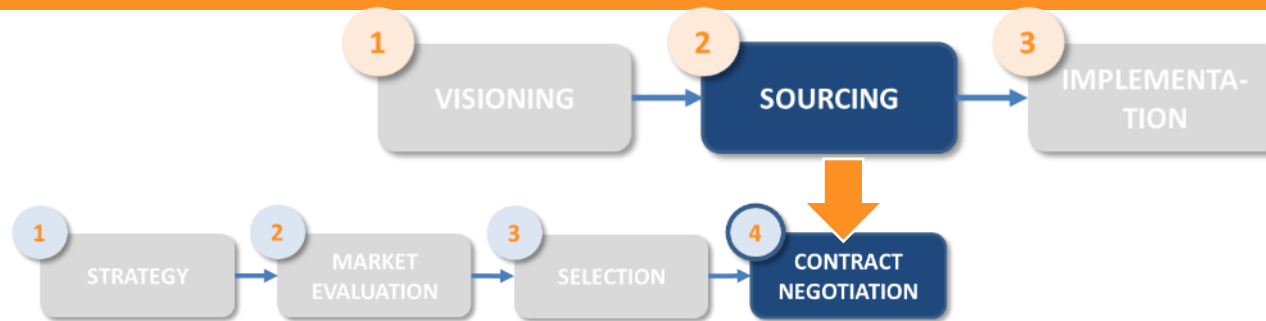 1
VISIONING
2
SOURCING
3
IMPLEMENTA-
TION
1
STRATEGY
2
MARKET
EVALUATION
3
SELECTION
4
CONTRACT
NEGOTIATION